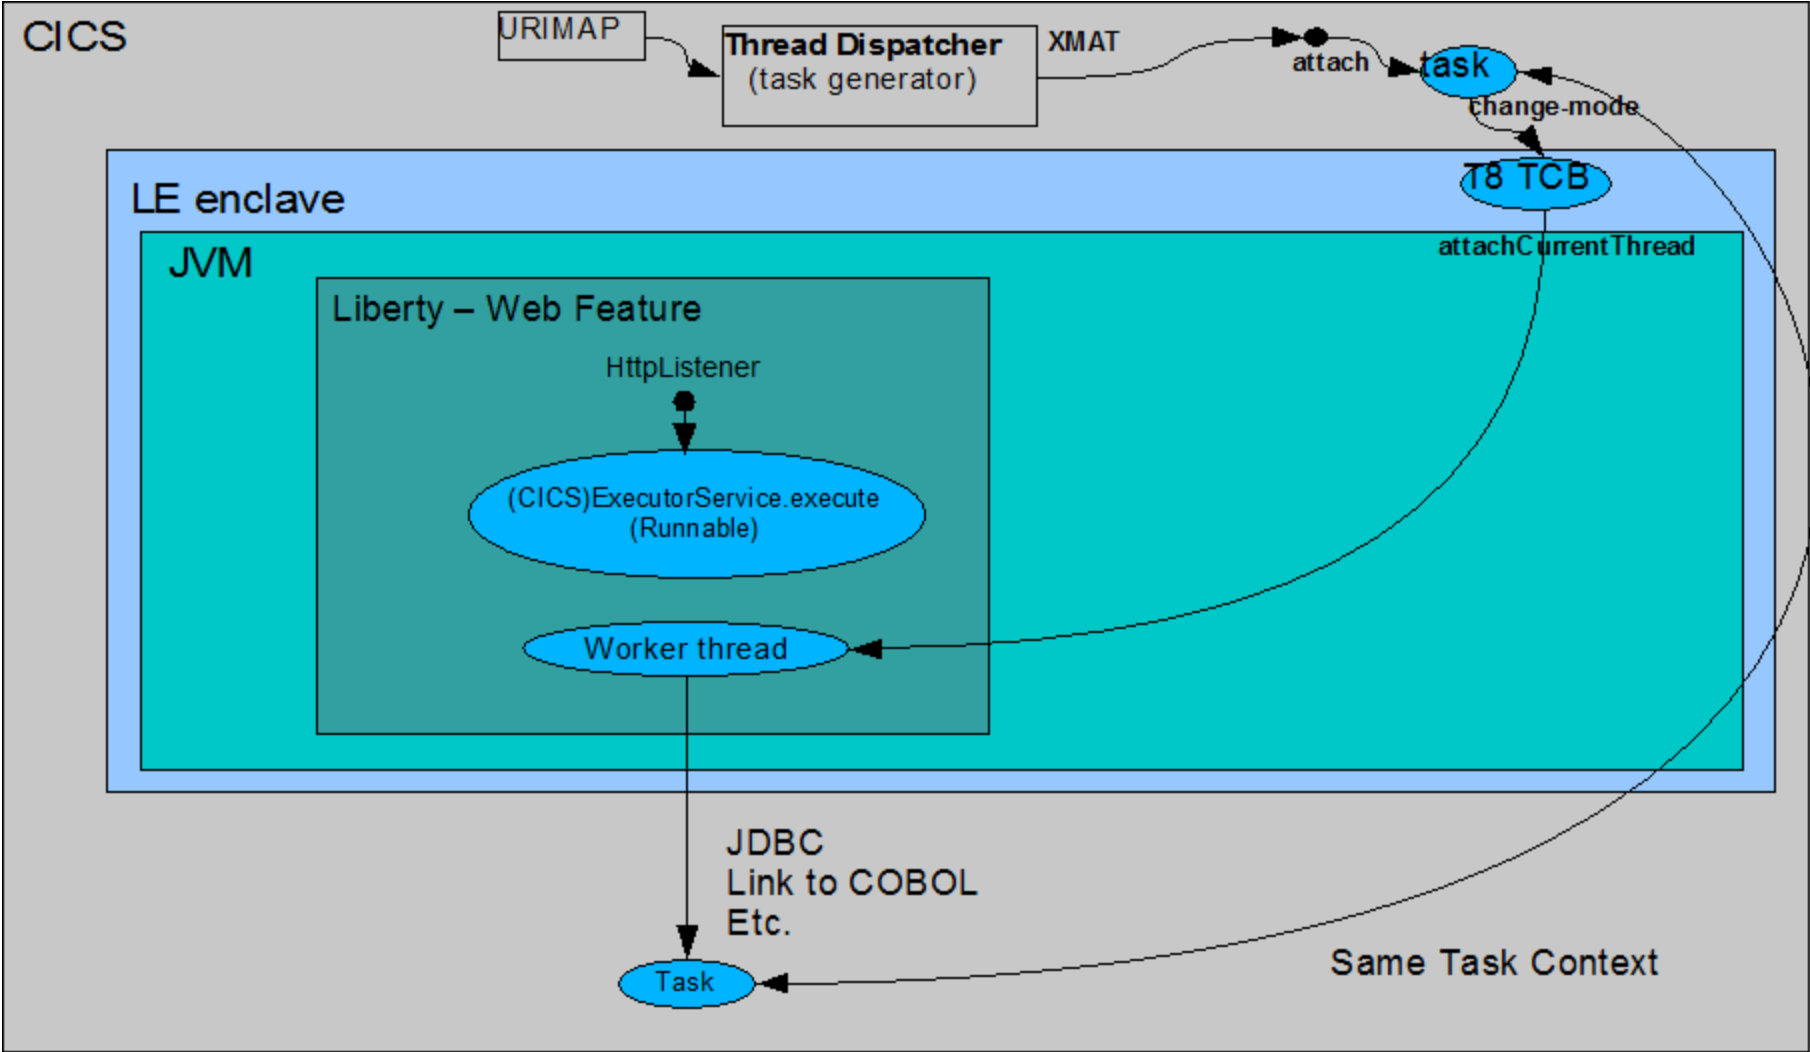 CICS
URIMAP
Thread Dispatcher
(task generator)
XMAT
attach
task
change-mode
T8 TCB
LE enclave
attachCurrentThread
JVM
Liberty – Web Feature
HttpListener
(CICS)ExecutorService.execute
(Runnable)
Worker thread
JDBC
Link to COBOL
Etc.
Same Task Context
Task